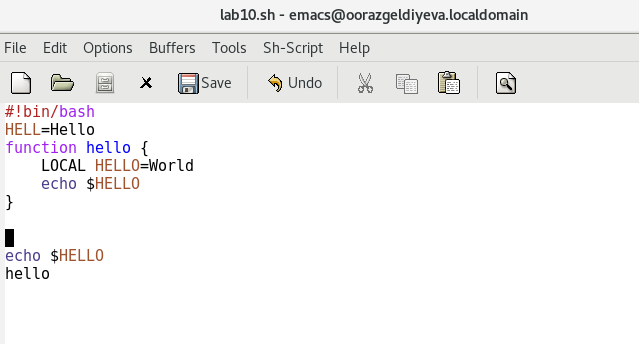 lab10.sh - emacs@oorazgeldiyeva.localdomain
File Edit Options Buffers Tools Sh-Script Help
Save Undo
#!bin/bash
HELL=Hello
function hello {
    LOCAL HELLO=World
    echo $HELLO
}
echo $HELLO
hello